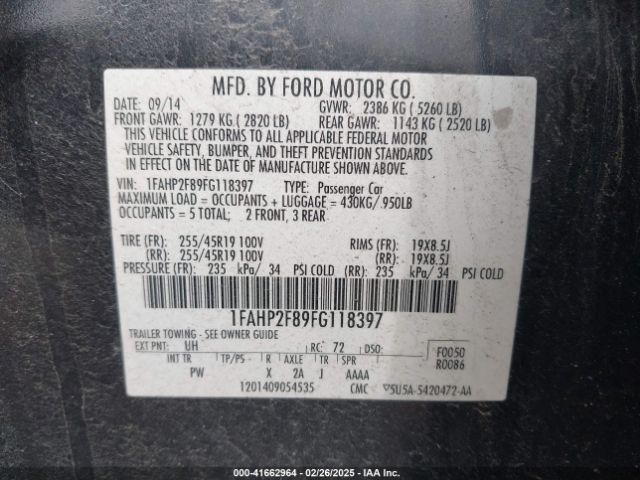 MFD. BY FORD MOTOR CO.
DATE: 09/14 GVWR: 2386 KG ( 5260 LB)
FRONT GAWR: 1279 KG ( 2820 LB) REAR GAWR: 1143 KG ( 2520 LB)
THIS VEHICLE CONFORMS TO ALL APPLICABLE FEDERAL MOTOR
VEHICLE SAFETY, BUMPER, AND THEFT PREVENTION STANDARDS
IN EFFECT ON THE DATE OF MANUFACTURE SHOWN ABOVE.
VIN: 1FAHP2F89FG118397 TYPE: Passenger Car
MAXIMUM LOAD = OCCUPANTS + LUGGAGE = 430KG/ 950LB
OCCUPANTS = 5 TOTAL; 2 FRONT, 3 REAR
TIRE (FR): 255/45R19 100V RIMS (FR): 19X8.5J
(RR): 255/45R19 100V (RR): 19X8.5J
PRESSURE (FR): 235 kPa/ 34 PSI COLD (RR): 235 kPa/ 34 PSI COLD
1FAHP2F89FG118397
TRAILER TOWING - SEE OWNER GUIDE
EXT PNT: UH RC: 72 DSO: F0050
INT TR TP/PS R AXLE TR SPR R0086
PW X 2A J AAAA
1201409054535 CMC 5U5A-5420472-AA
000-41662964 | 02/26/2025 - IAA Inc.